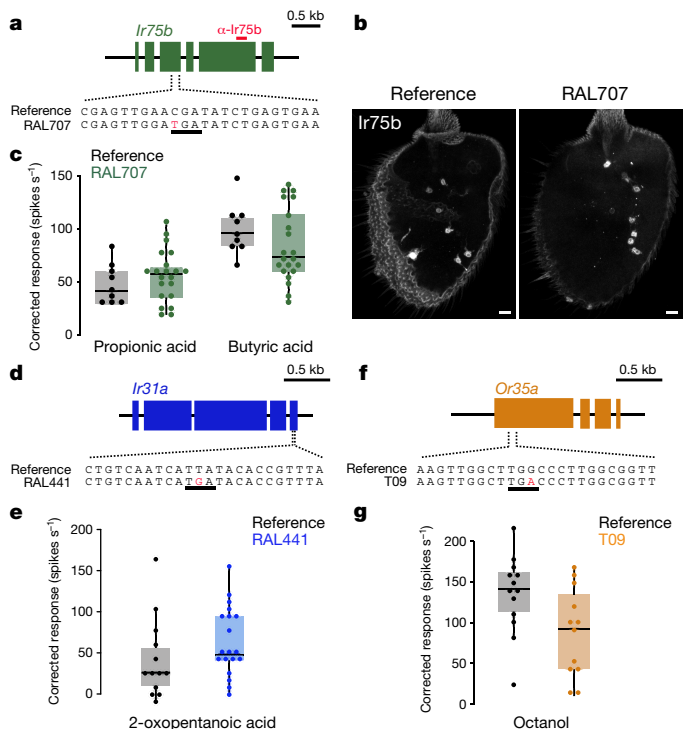 a
Ir75b
α-Ir75b
0.5 kb
Reference CGAGTTGAACGATATCTGAGTGAA
RAL707 CGAGTTGGATGATATCTGAGTGAA
b
Reference
RAL707
Ir75b
c
Reference
RAL707
Corrected response (spikes s⁻¹)
150
100
50
0
Propionic acid
Butyric acid
d
0.5 kb
Ir31a
Reference CTGTCAATCATTATACACCGTTTA
RAL441 CTGTCAATCATGATACACCGTTTA
e
Reference
RAL441
Corrected response (spikes s⁻¹)
200
150
100
50
0
2-oxopentanoic acid
f
0.5 kb
Or35a
Reference AAGTTGGCTTGGCCCTTGGCGGTT
T09 AAGTTGGCTTGACCCTTGGCGGTT
g
Reference
T09
Corrected response (spikes s⁻¹)
200
150
100
50
0
Octanol